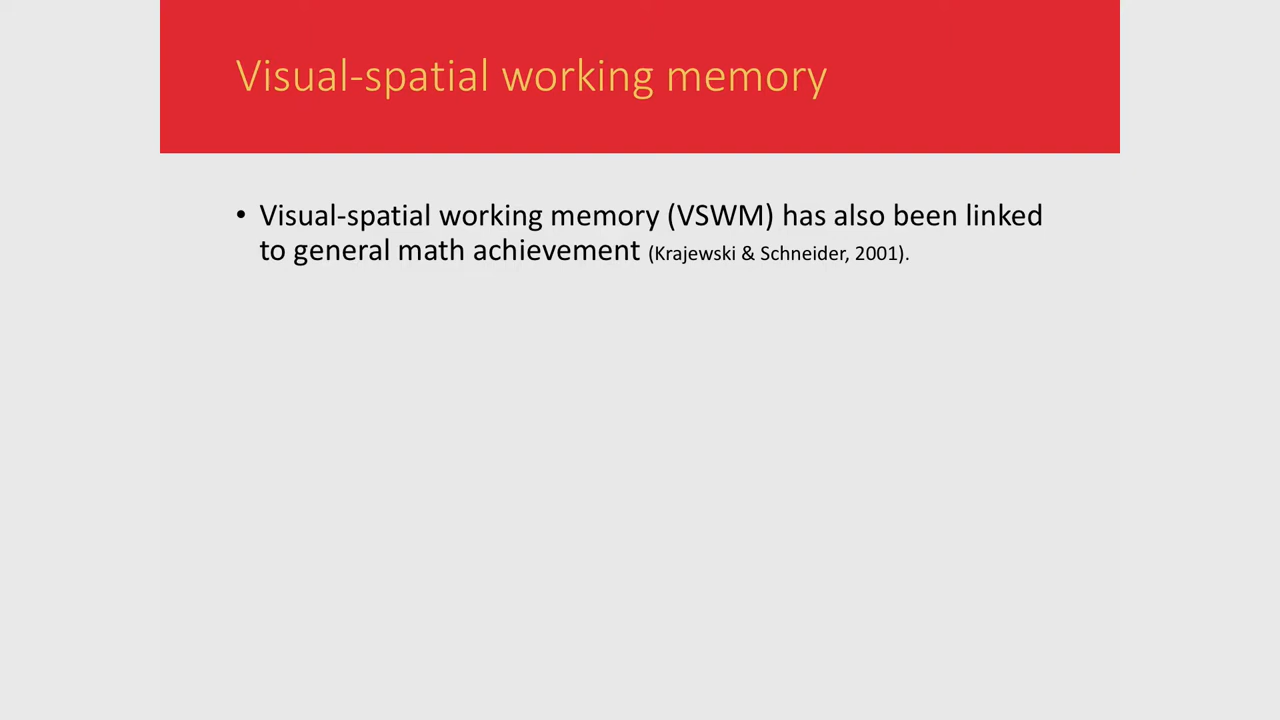 Visual-spatial working memory
• Visual-spatial working memory (VSWM) has also been linked
to general math achievement (Krajewski & Schneider, 2001).